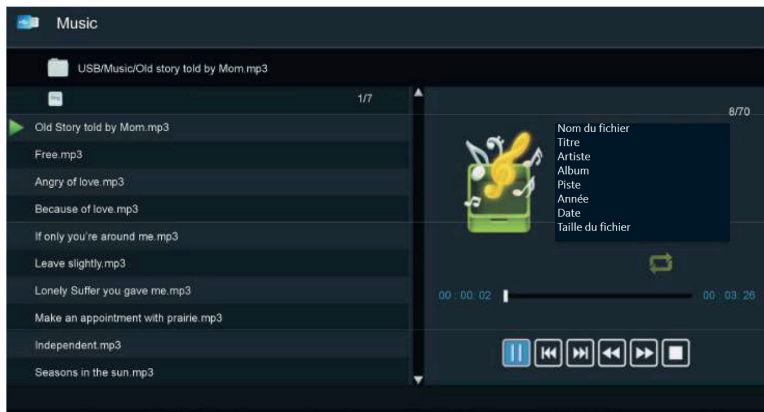 Music
USB/Music/Old story told by Mom.mp3
1/7
8/70
Old Story told by Mom.mp3
Free.mp3
Angry of love.mp3
Because of love.mp3
If only you're around me.mp3
Leave slightly.mp3
Lonely Suffer you gave me.mp3
Make an appointment with prairie.mp3
Independent.mp3
Seasons in the sun.mp3
Nom du fichier
Titre
Artiste
Album
Piste
Année
Date
Taille du fichier
00 : 00: 02
00 : 03: 26